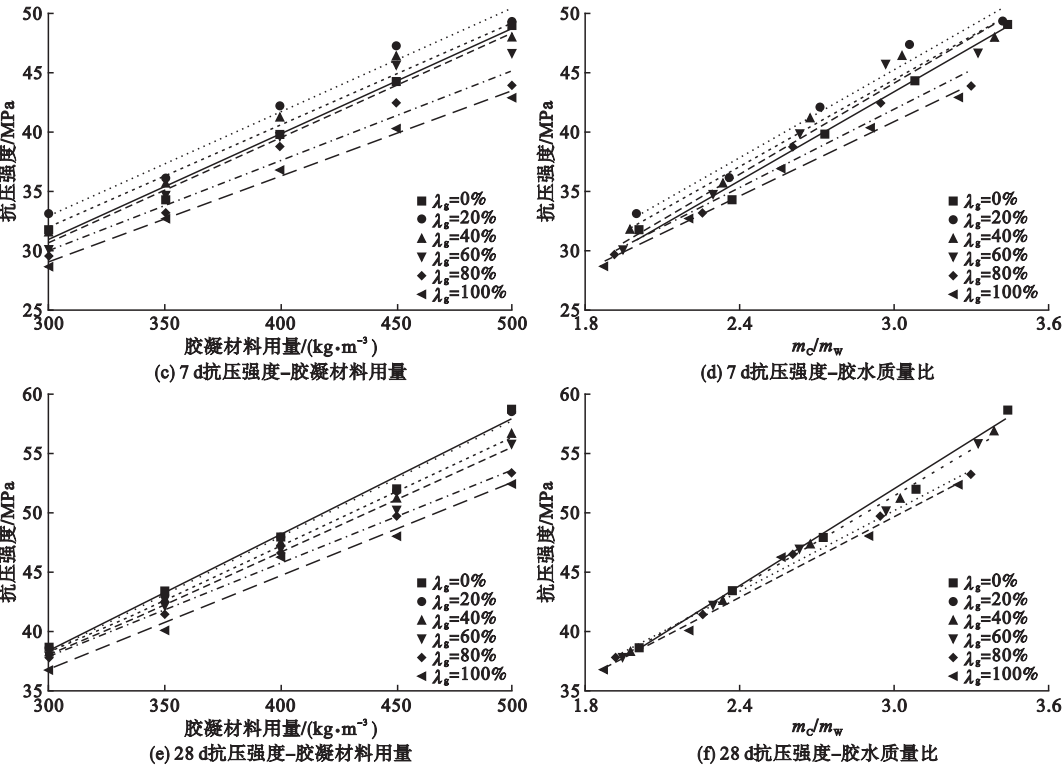 50
45
40
35
30
25
抗压强度/MPa
λg=0%
λg=20%
λg=40%
λg=60%
λg=80%
λg=100%
300 350 400 450 500
胶凝材料用量/(kg·m⁻³)
(c) 7 d抗压强度–胶凝材料用量
50
45
40
35
30
25
抗压强度/MPa
λg=0%
λg=20%
λg=40%
λg=60%
λg=80%
λg=100%
1.8 2.4 3.0 3.6
mC/mW
(d) 7 d抗压强度–胶水质量比
60
55
50
45
40
35
抗压强度/MPa
λg=0%
λg=20%
λg=40%
λg=60%
λg=80%
λg=100%
300 350 400 450 500
胶凝材料用量/(kg·m⁻³)
(e) 28 d抗压强度–胶凝材料用量
60
55
50
45
40
35
抗压强度/MPa
λg=0%
λg=20%
λg=40%
λg=60%
λg=80%
λg=100%
1.8 2.4 3.0 3.6
mC/mW
(f) 28 d抗压强度–胶水质量比